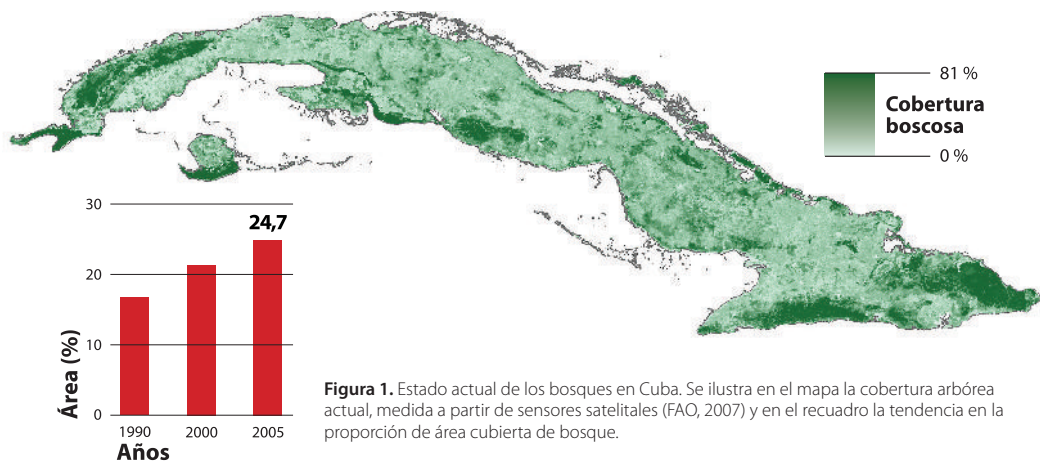 81 %
Cobertura
boscosa
0 %
30
24,7
20
10
0
Área (%)
1990 2000 2005
Años
Figura 1. Estado actual de los bosques en Cuba. Se ilustra en el mapa la cobertura arbórea
actual, medida a partir de sensores satelitales (FAO, 2007) y en el recuadro la tendencia en la
proporción de área cubierta de bosque.